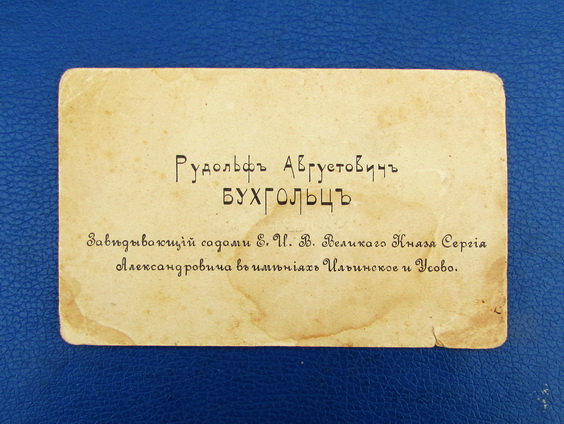 Рудольфъ Августовичъ
БУХГОЛЬЦЪ
Завѣдывающій садами Е. И. В. Великаго Князя Сергія
Александровича въ имѣніяхъ Ильинское и Усово.